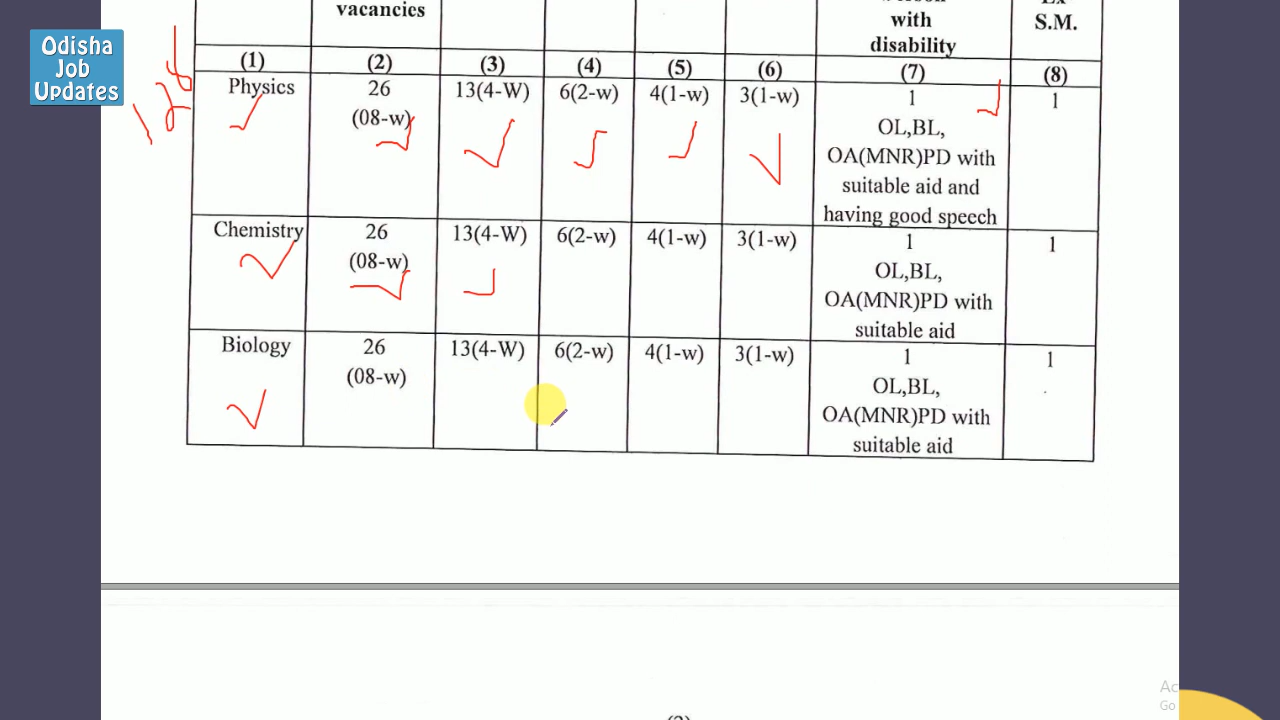 Odisha
Job
Updates
vacancies
with
disability
S.M.
(1) (2) (3) (4) (5) (6) (7) (8)
Physics 26 13(4-W) 6(2-w) 4(1-w) 3(1-w) 1 1
(08-w) OL,BL,
OA(MNR)PD with
suitable aid and
having good speech
Chemistry 26 13(4-W) 6(2-w) 4(1-w) 3(1-w) 1 1
(08-w) OL,BL,
OA(MNR)PD with
suitable aid
Biology 26 13(4-W) 6(2-w) 4(1-w) 3(1-w) 1 1
(08-w) OL,BL,
OA(MNR)PD with
suitable aid
Go